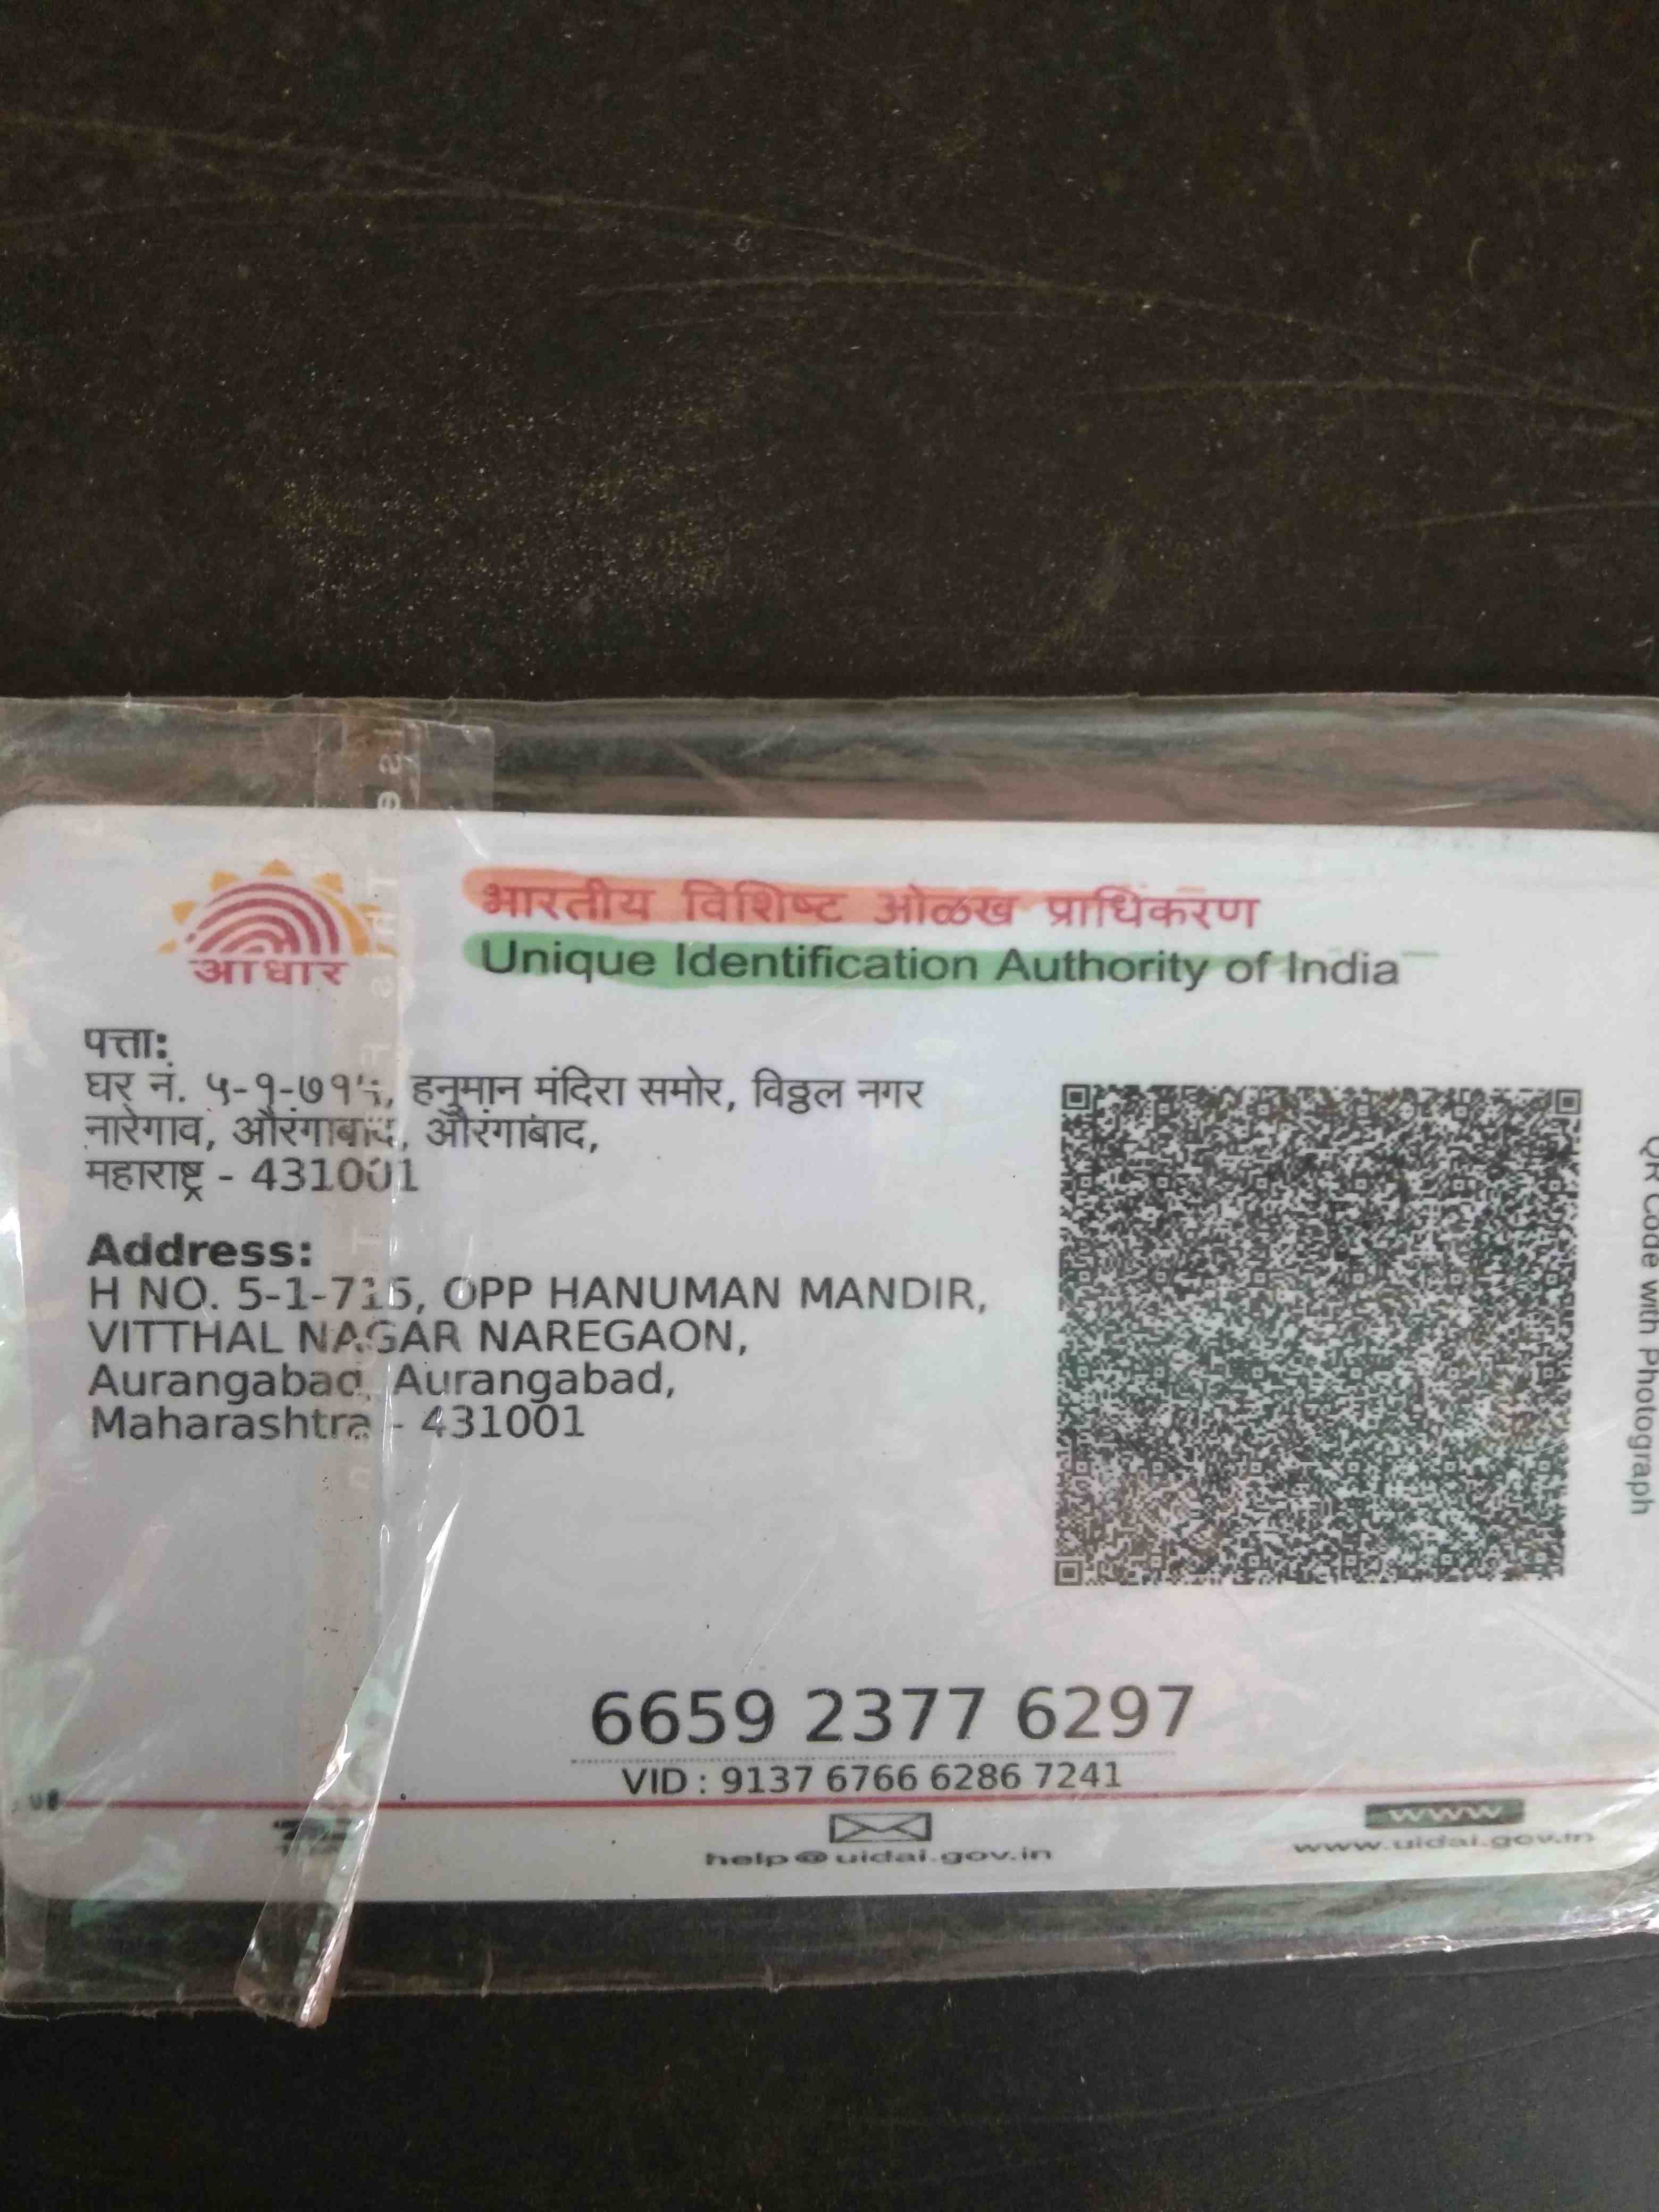 आधार
भारतीय विशिष्ट ओळख प्राधिकरण
Unique Identification Authority of India
पत्ता:
घर नं. ५-१-७१५, हनुमान मंदिरा समोर, विठ्ठल नगर
नारेगाव, औरंगाबाद, औरंगाबाद,
महाराष्ट्र - 431001
Address:
H NO. 5-1-715, OPP HANUMAN MANDIR,
VITTHAL NAGAR NAREGAON,
Aurangabad, Aurangabad,
Maharashtra - 431001
QR Code with Photograph
6659 2377 6297
VID : 9137 6766 6286 7241
www
help@uidai.gov.in
www.uidai.gov.in